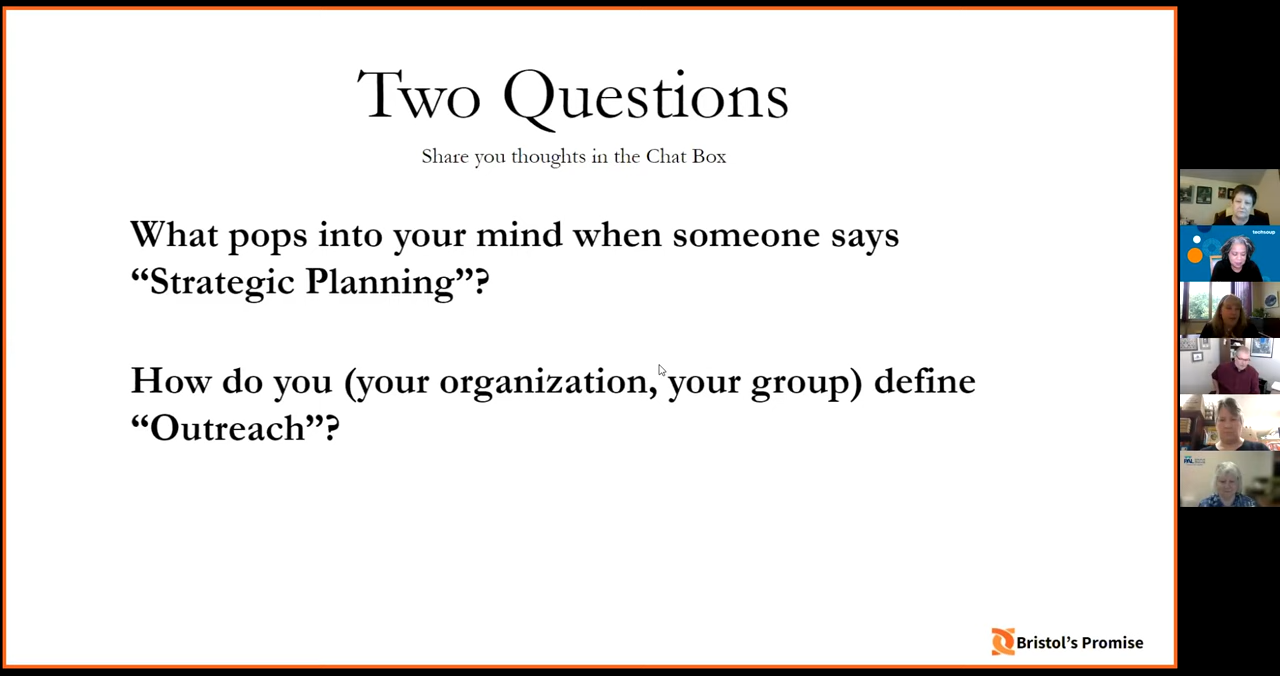 Two Questions
Share you thoughts in the Chat Box
What pops into your mind when someone says
“Strategic Planning”?
How do you (your organization, your group) define
“Outreach”?
Bristol's Promise
techsoup